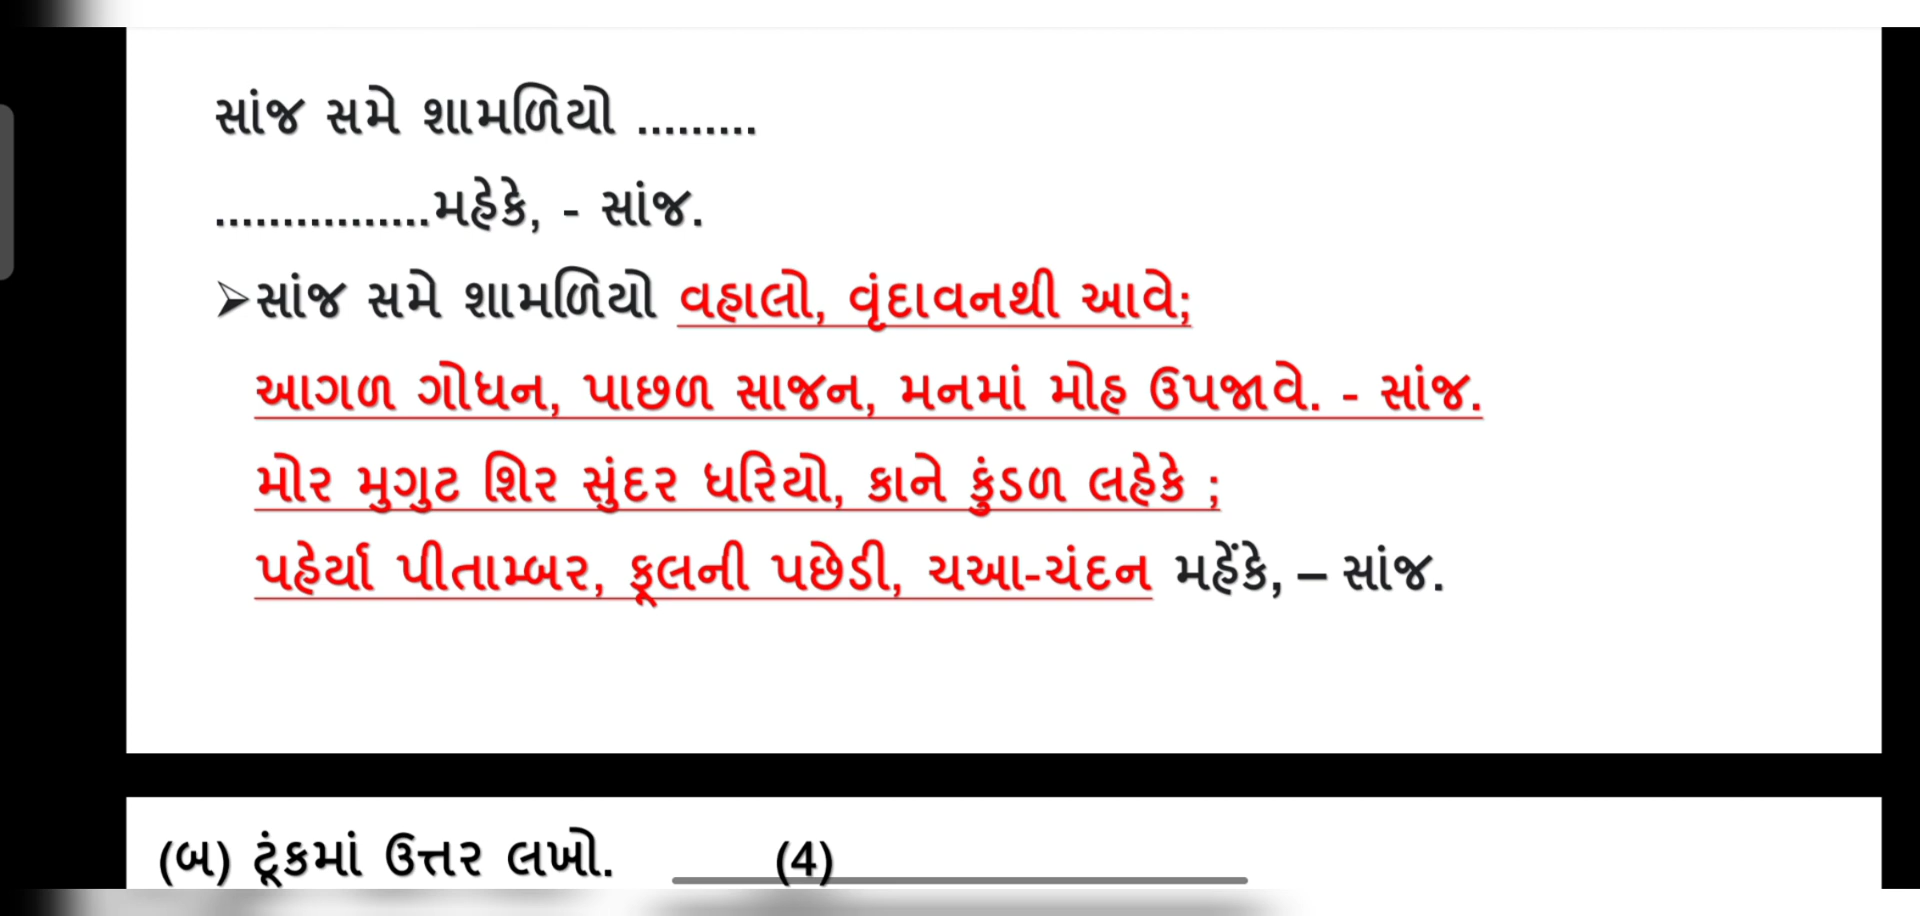 સાંજ સમે શામળિયો .........
................મહેકે, - સાંજ.
➢સાંજ સમે શામળિયો વહાલો, વૃંદાવનથી આવે;
આગળ ગોધન, પાછળ સાજન, મનમાં મોહ ઉપજાવે. - સાંજ.
મોર મુગુટ શિર સુંદર ધરિયો, કાને કુંડળ લહેકે ;
પહેર્યા પીતામ્બર, ફૂલની પછેડી, ચઆ-ચંદન મહેંકે, – સાંજ.
(બ) ટૂંકમાં ઉત્તર લખો. (4)